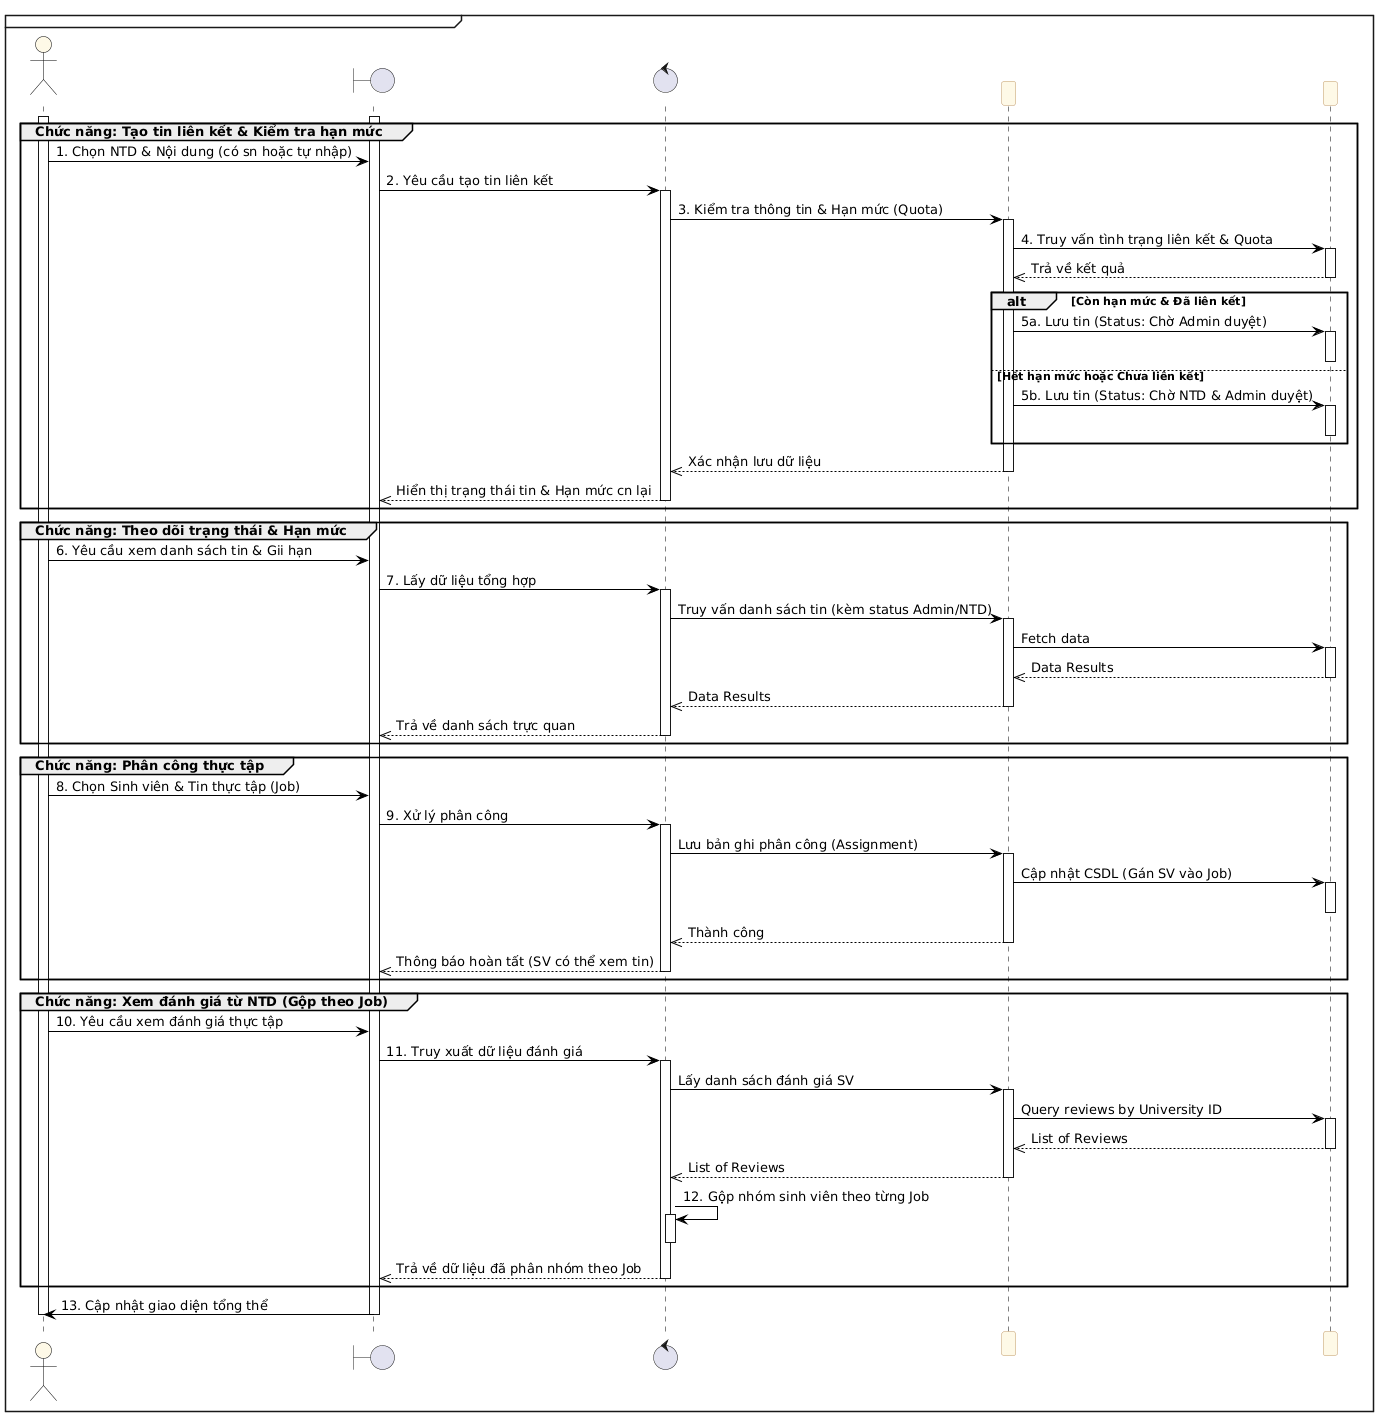 Chức năng: Tạo tin liên kết & Kiểm tra hạn mức
1. Chọn NTD & Nội dung (có sn hoặc tự nhập)
2. Yêu cầu tạo tin liên kết
3. Kiểm tra thông tin & Hạn mức (Quota)
4. Truy vấn tình trạng liên kết & Quota
Trả về kết quả
alt [Còn hạn mức & Đã liên kết]
5a. Lưu tin (Status: Chờ Admin duyệt)
[Hết hạn mức hoặc Chưa liên kết]
5b. Lưu tin (Status: Chờ NTD & Admin duyệt)
Xác nhận lưu dữ liệu
Hiển thị trạng thái tin & Hạn mức cn lại
Chức năng: Theo dõi trạng thái & Hạn mức
6. Yêu cầu xem danh sách tin & Gii hạn
7. Lấy dữ liệu tổng hợp
Truy vấn danh sách tin (kèm status Admin/NTD)
Fetch data
Data Results
Data Results
Trả về danh sách trực quan
Chức năng: Phân công thực tập
8. Chọn Sinh viên & Tin thực tập (Job)
9. Xử lý phân công
Lưu bản ghi phân công (Assignment)
Cập nhật CSDL (Gán SV vào Job)
Thành công
Thông báo hoàn tất (SV có thể xem tin)
Chức năng: Xem đánh giá từ NTD (Gộp theo Job)
10. Yêu cầu xem đánh giá thực tập
11. Truy xuất dữ liệu đánh giá
Lấy danh sách đánh giá SV
Query reviews by University ID
List of Reviews
List of Reviews
12. Gộp nhóm sinh viên theo từng Job
Trả về dữ liệu đã phân nhóm theo Job
13. Cập nhật giao diện tổng thể